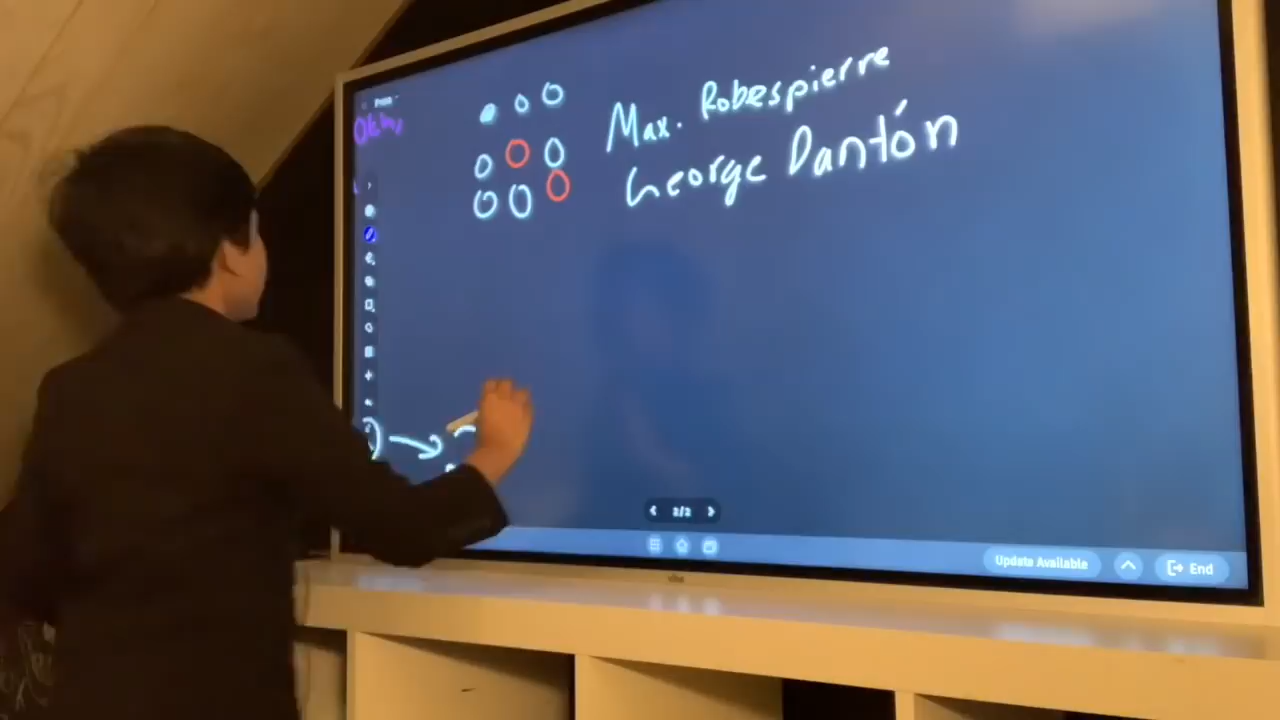 Max. Robespierre
George Dantón
2/2
Update Available
End